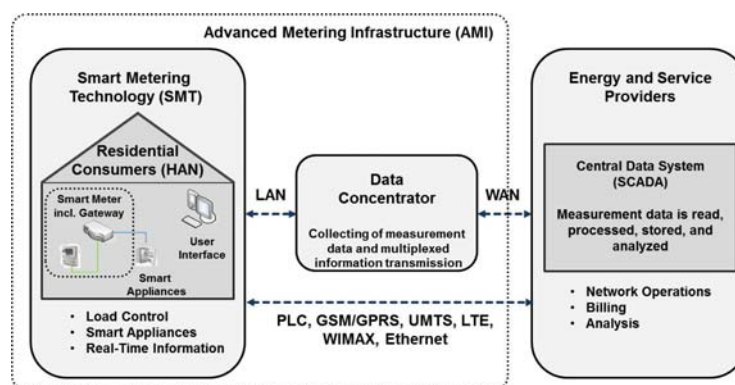 Advanced Metering Infrastructure (AMI)
Smart Metering
Technology (SMT)
Residential
Consumers (HAN)
Smart Meter
incl. Gateway
User
Interface
Smart
Appliances
• Load Control
• Smart Appliances
• Real-Time Information
LAN
Data
Concentrator
Collecting of measurement
data and multiplexed
information transmission
WAN
PLC, GSM/GPRS, UMTS, LTE,
WIMAX, Ethernet
Energy and Service
Providers
Central Data System
(SCADA)
Measurement data is read,
processed, stored, and
analyzed
• Network Operations
• Billing
• Analysis